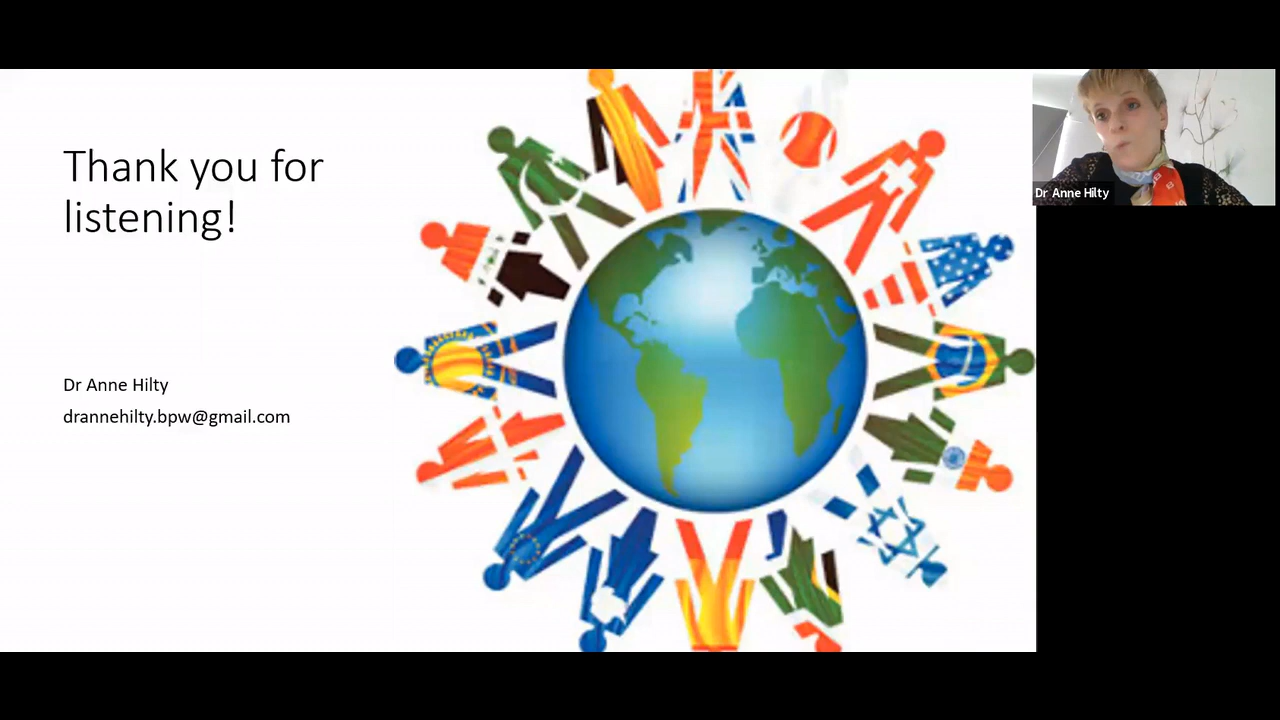 Thank you for
listening!
Dr Anne Hilty
drannehilty.bpw@gmail.com
Dr Anne Hilty